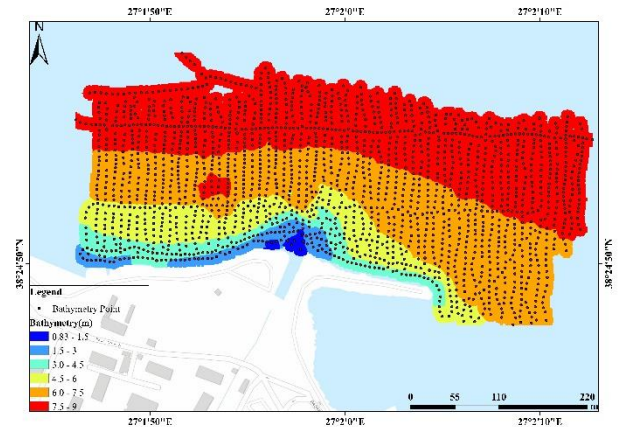 27°1'50"E 27°2'0"E 27°2'10"E
N
38°24'50"N
38°24'50"N
Legend
Bathymetry Point
Bathymetry(m)
0.83 - 1.5
1.5 - 3
3.0 - 4.5
4.5 - 6
6.0 - 7.5
7.5 - 9
0 55 110 220
m
27°1'50"E 27°2'0"E 27°2'10"E